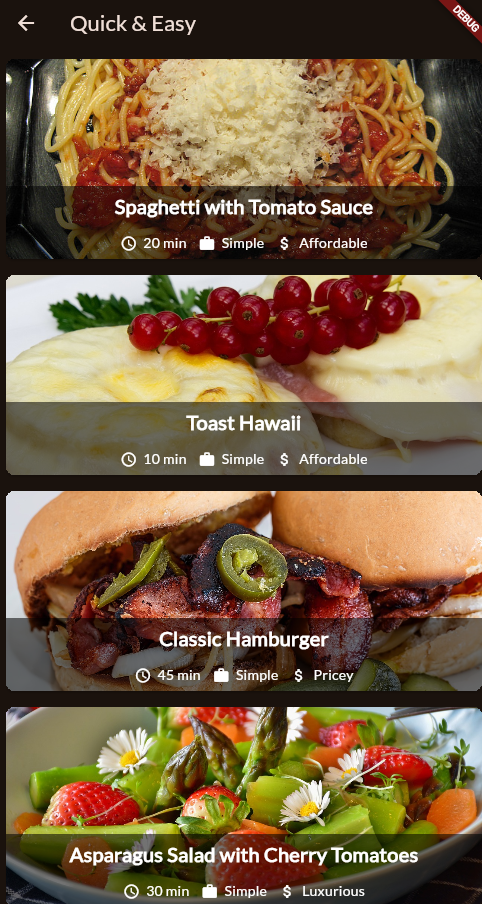 Quick & Easy
DEBUG
Spaghetti with Tomato Sauce
20 min Simple $ Affordable
Toast Hawaii
10 min Simple $ Affordable
Classic Hamburger
45 min Simple $ Pricey
Asparagus Salad with Cherry Tomatoes
30 min Simple $ Luxurious